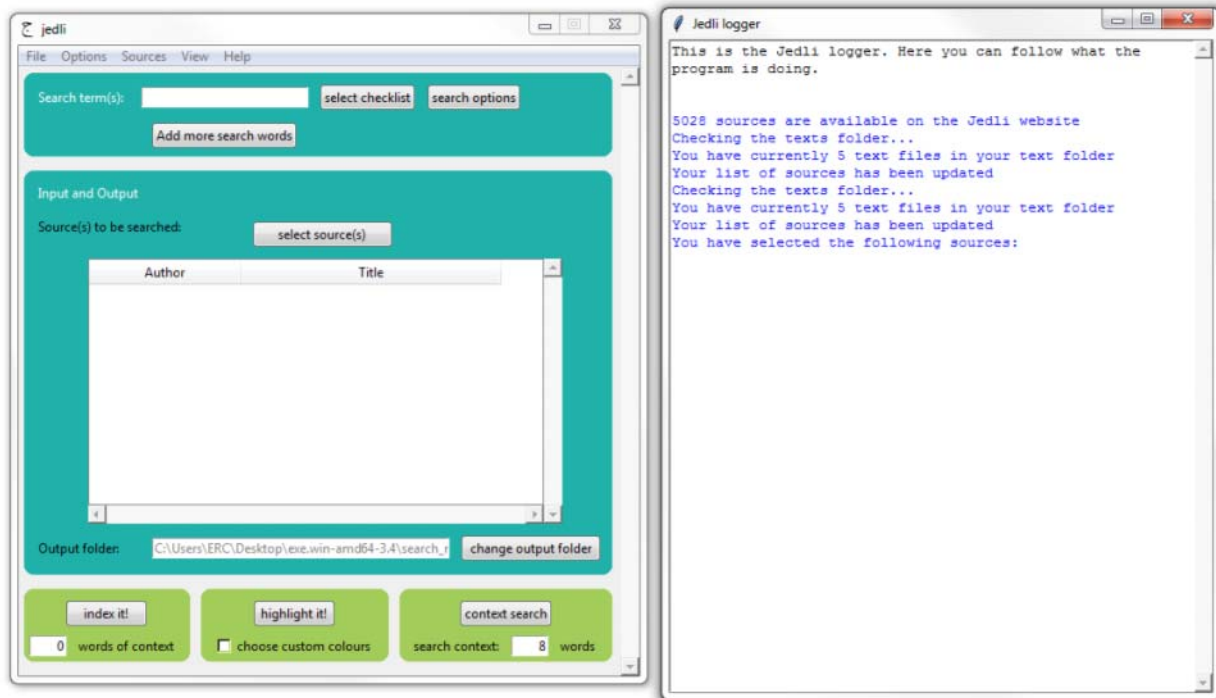 jedli
File Options Sources View Help
Search term(s): select checklist search options
Add more search words
Input and Output
Source(s) to be searched: select source(s)
Author Title
Output folder: C:\Users\ERC\Desktop\exe.win-amd64-3.4\search_r change output folder
index it! highlight it! context search
0 words of context choose custom colours search context: 8 words
Jedli logger
This is the Jedli logger. Here you can follow what the
program is doing.
5028 sources are available on the Jedli website
Checking the texts folder...
You have currently 5 text files in your text folder
Your list of sources has been updated
Checking the texts folder...
You have currently 5 text files in your text folder
Your list of sources has been updated
You have selected the following sources: